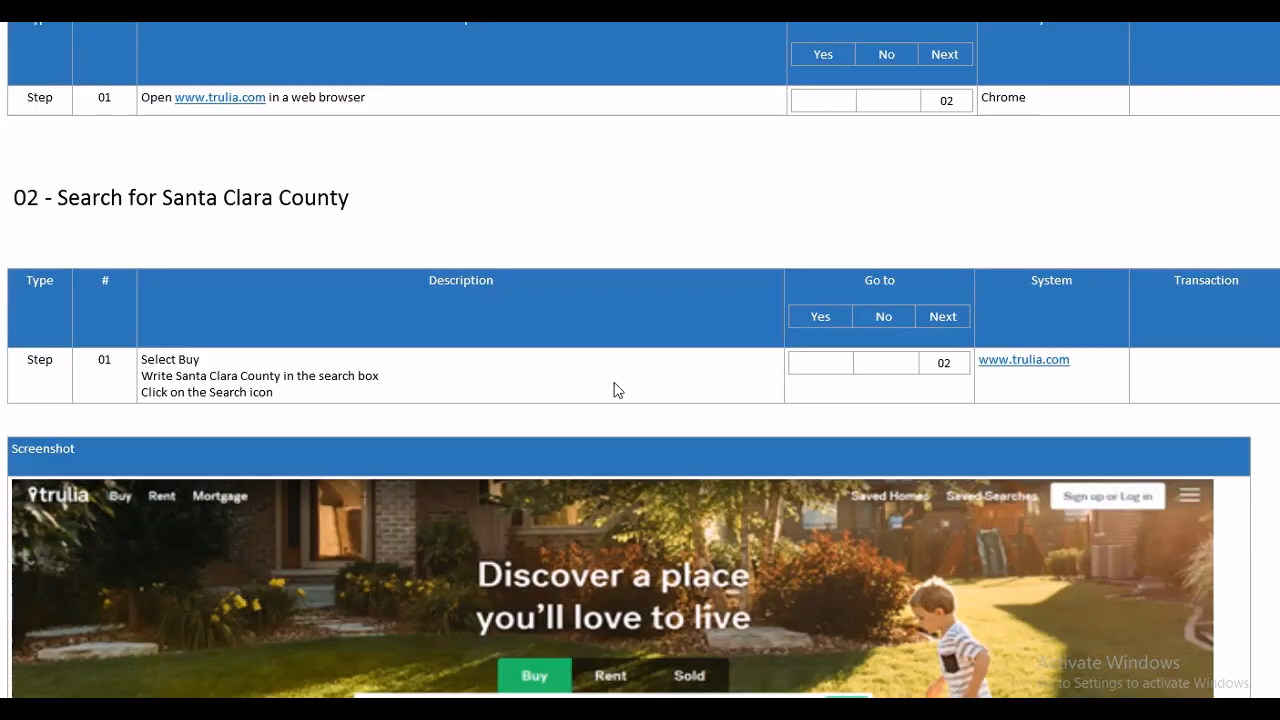 Yes No Next
Step 01 Open www.trulia.com in a web browser 02 Chrome
02 - Search for Santa Clara County
Type # Description Go to System Transaction
Yes No Next
Step 01 Select Buy 02 www.trulia.com
Write Santa Clara County in the search box
Click on the Search icon
Screenshot
trulia Buy Rent Mortgage Saved Homes Saved Searches Sign up or Log in
Discover a place
you'll love to live
Buy Rent Sold
Activate Windows
to Settings to activate Windows